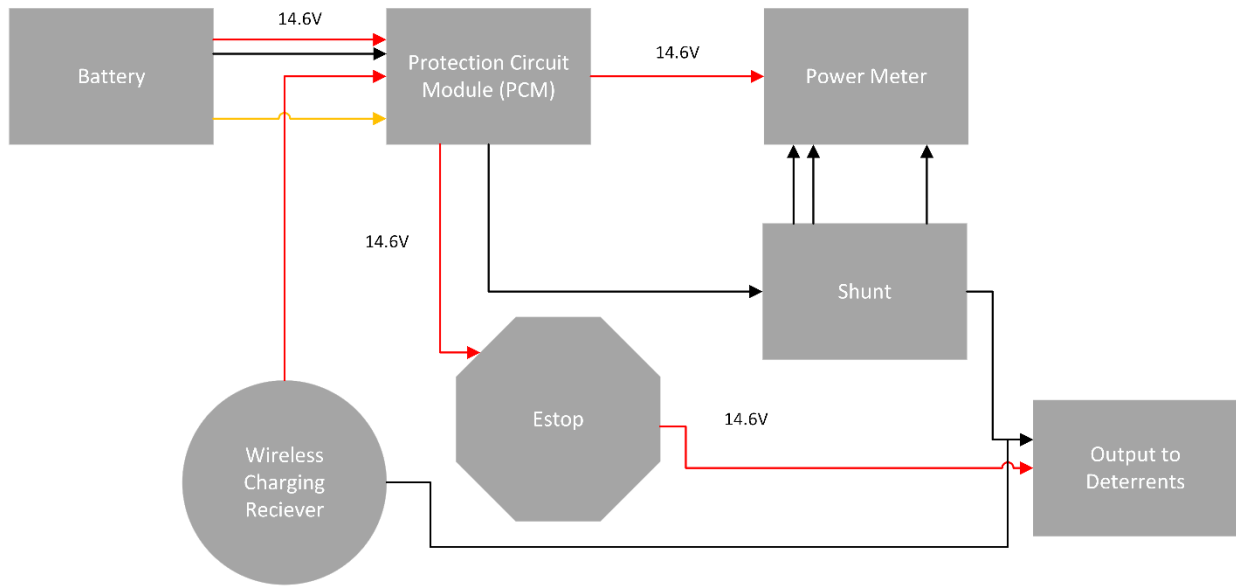 14.6V
Battery
Protection Circuit
Module (PCM)
14.6V
Power Meter
14.6V
Shunt
Estop
14.6V
Wireless
Charging
Reciever
Output to
Deterrents